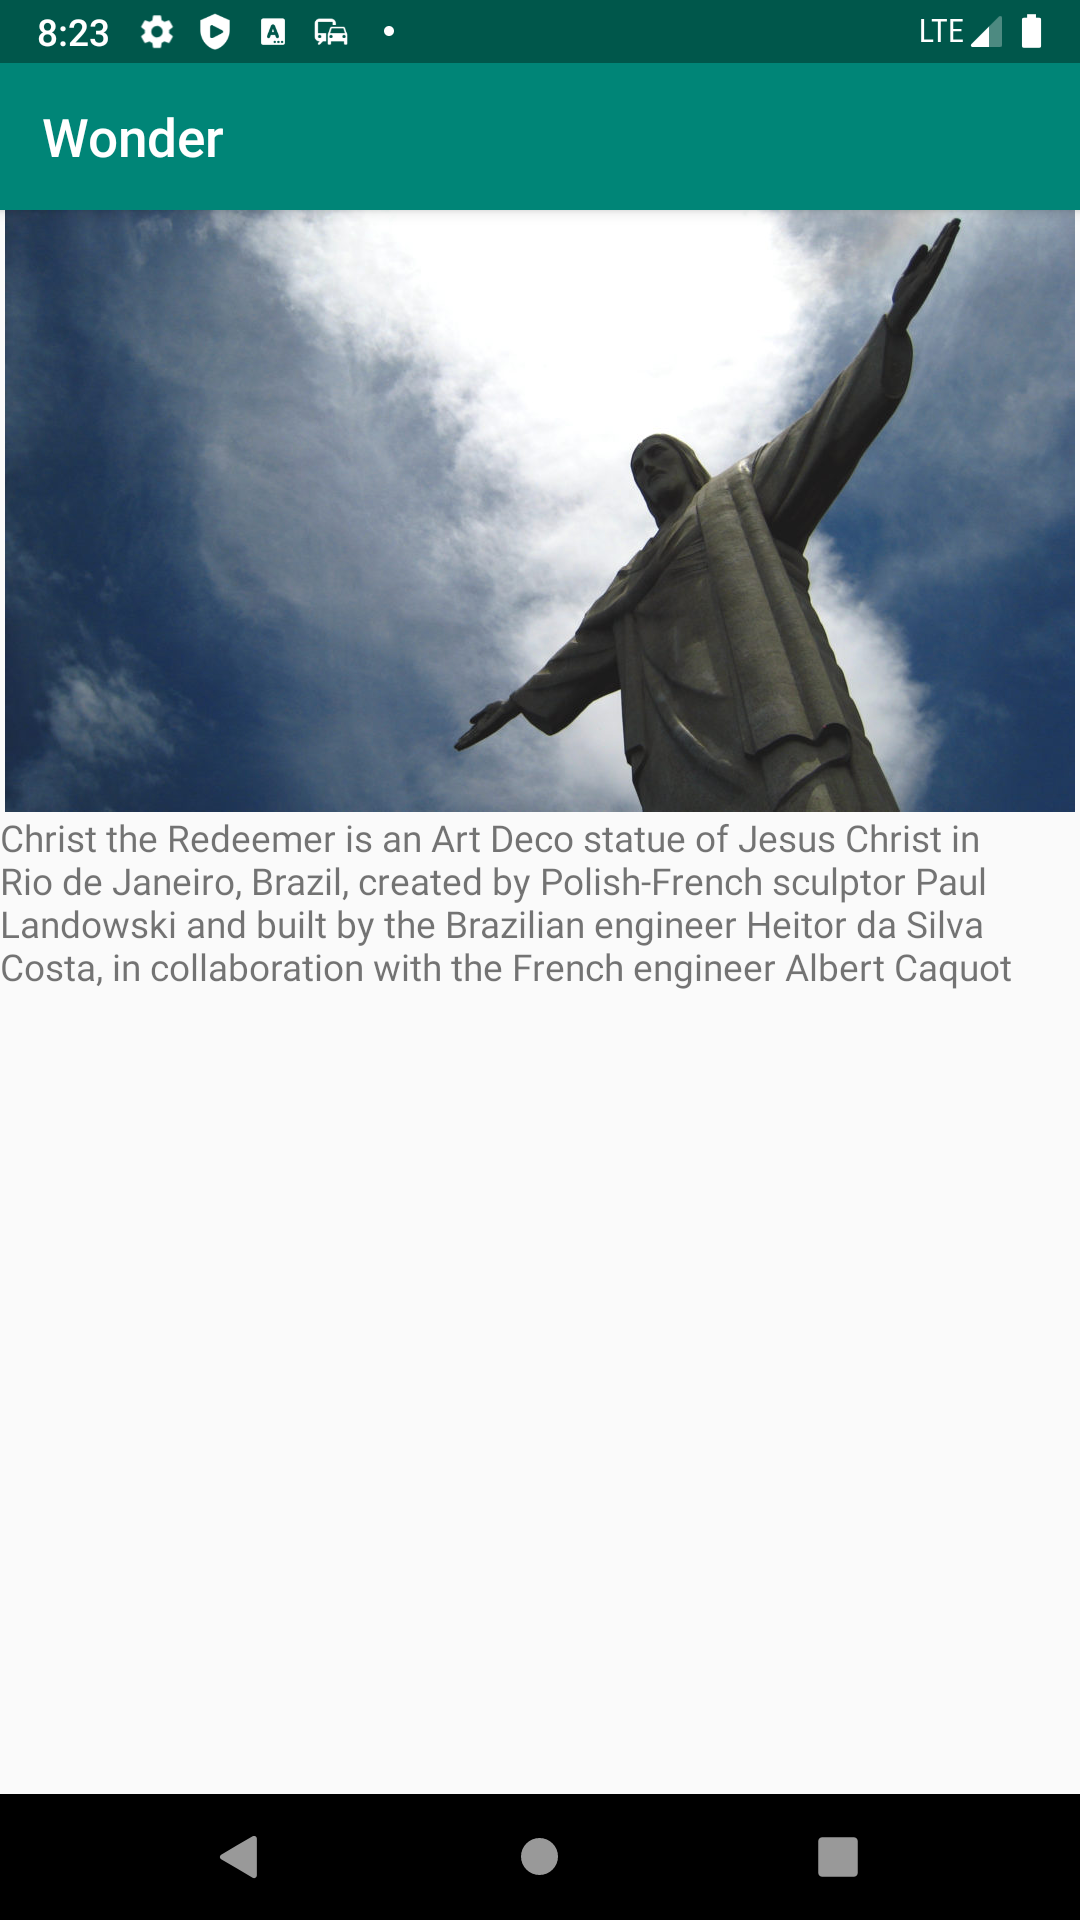 8:23 LTE
Wonder
Christ the Redeemer is an Art Deco statue of Jesus Christ in
Rio de Janeiro, Brazil, created by Polish-French sculptor Paul
Landowski and built by the Brazilian engineer Heitor da Silva
Costa, in collaboration with the French engineer Albert Caquot